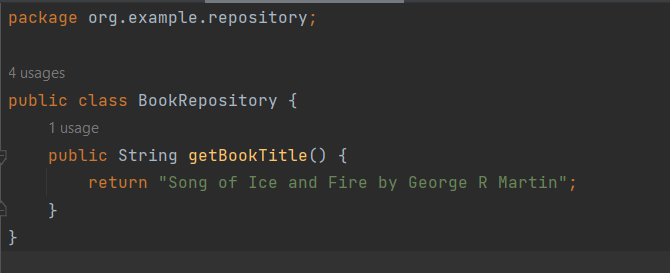 package org.example.repository;
4 usages
public class BookRepository {
1 usage
public String getBookTitle() {
return "Song of Ice and Fire by George R Martin";
}
}